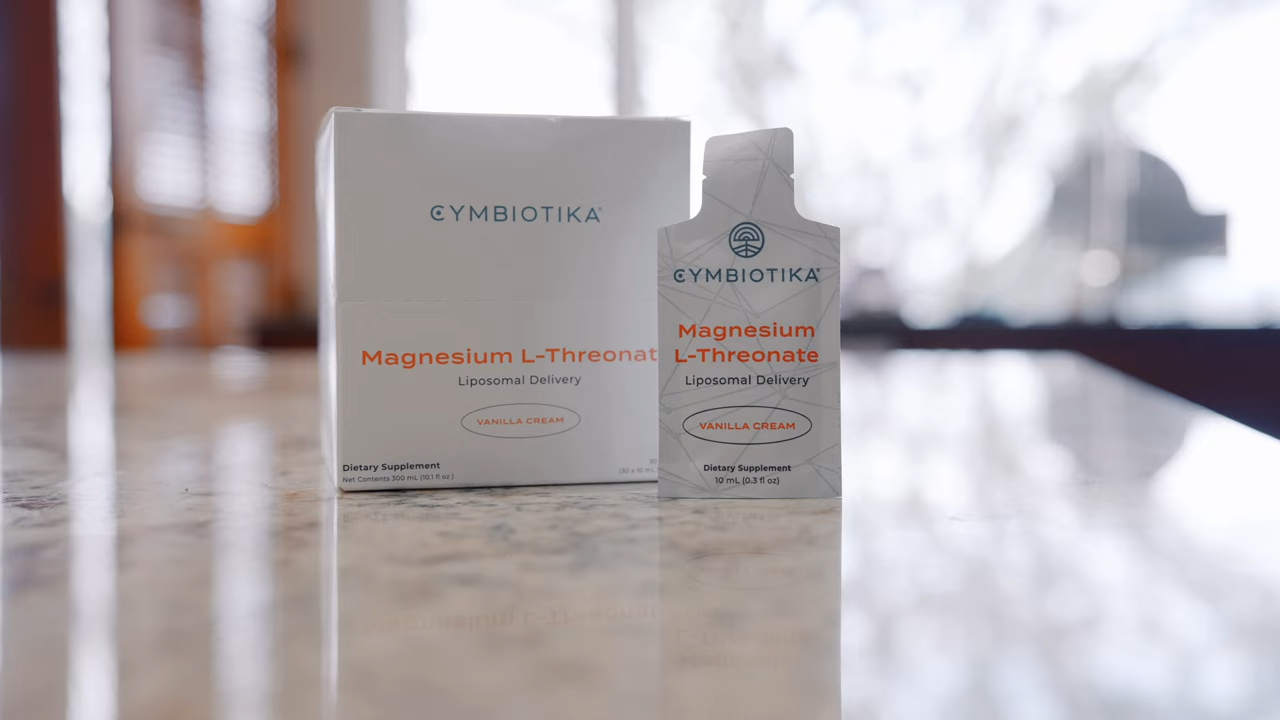 CYMBIOTIKA
Magnesium L-Threonat
Liposomal Delivery
VANILLA CREAM
Dietary Supplement
Net Contents 300 mL (10.1 fl oz)
CYMBIOTIKA
Magnesium
L-Threonate
Liposomal Delivery
VANILLA CREAM
Dietary Supplement
10 mL (0.3 fl oz)